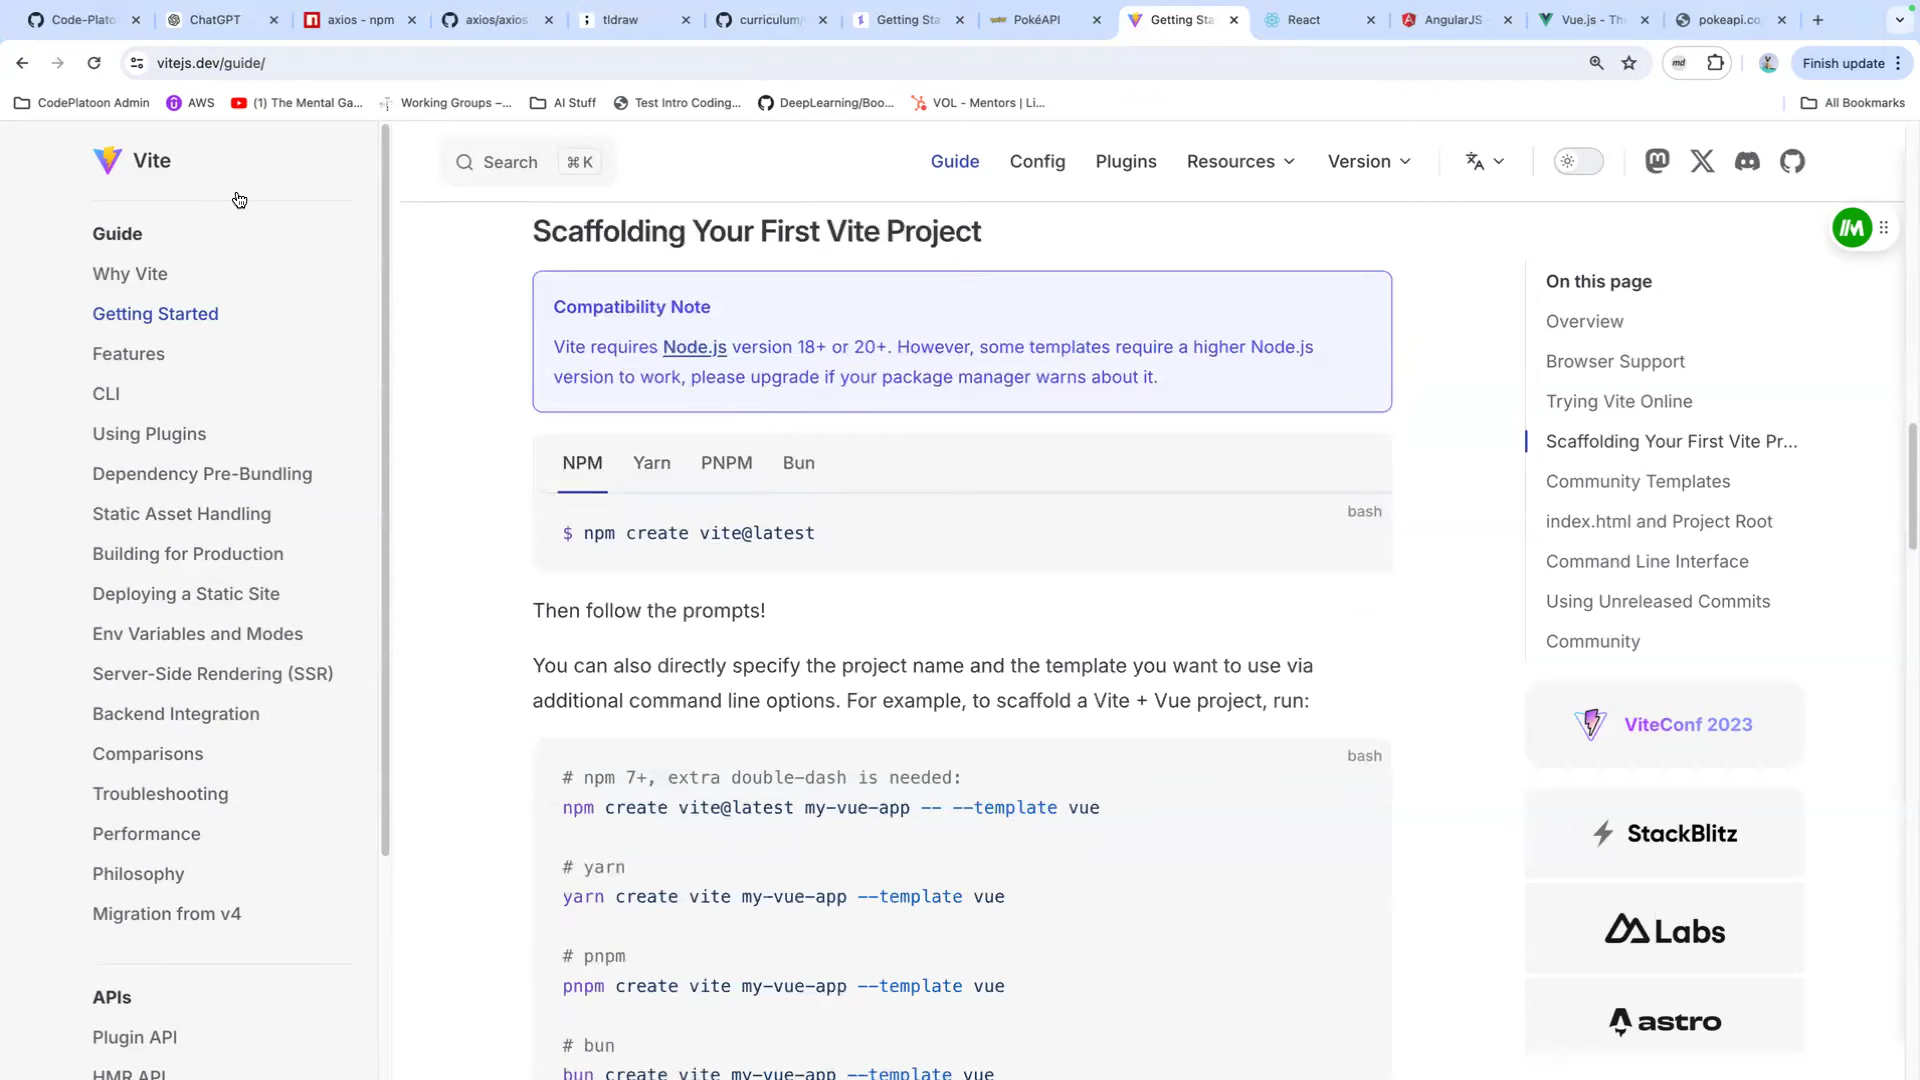 Code-Plato
ChatGPT
axios - npm
axios/axios
tldraw
curriculum/
Getting Sta
PokéAPI
Getting Sta
React
AngularJS
Vue.js - Th
pokeapi.co
vitejs.dev/guide/
md
Finish update
CodePlatoon Admin
AWS
(1) The Mental Ga...
Working Groups –...
AI Stuff
Test Intro Coding...
DeepLearning/Boo...
VOL - Mentors | Li...
All Bookmarks
Vite
Search ⌘ K
Guide
Config
Plugins
Resources
Version
Guide
Why Vite
Getting Started
Features
CLI
Using Plugins
Dependency Pre-Bundling
Static Asset Handling
Building for Production
Deploying a Static Site
Env Variables and Modes
Server-Side Rendering (SSR)
Backend Integration
Comparisons
Troubleshooting
Performance
Philosophy
Migration from v4
APIs
Plugin API
HMR API
Scaffolding Your First Vite Project
Compatibility Note
Vite requires Node.js version 18+ or 20+. However, some templates require a higher Node.js
version to work, please upgrade if your package manager warns about it.
NPM
Yarn
PNPM
Bun
bash
$ npm create vite@latest
Then follow the prompts!
You can also directly specify the project name and the template you want to use via
additional command line options. For example, to scaffold a Vite + Vue project, run:
bash
# npm 7+, extra double-dash is needed:
npm create vite@latest my-vue-app -- --template vue
# yarn
yarn create vite my-vue-app --template vue
# pnpm
pnpm create vite my-vue-app --template vue
# bun
bun create vite my-vue-app --template vue
On this page
Overview
Browser Support
Trying Vite Online
Scaffolding Your First Vite Pr...
Community Templates
index.html and Project Root
Command Line Interface
Using Unreleased Commits
Community
ViteConf 2023
StackBlitz
Labs
astro